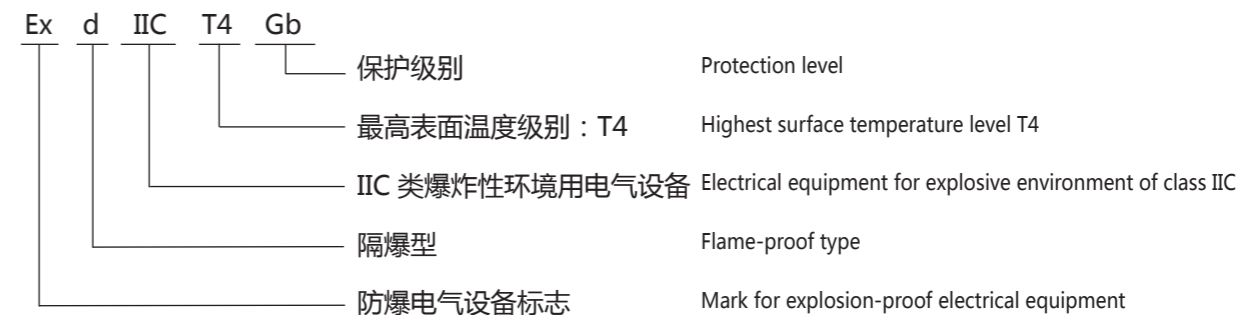 Ex d IIC T4 Gb
保护级别 Protection level
最高表面温度级别：T4 Highest surface temperature level T4
IIC 类爆炸性环境用电气设备 Electrical equipment for explosive environment of class IIC
隔爆型 Flame-proof type
防爆电气设备标志 Mark for explosion-proof electrical equipment